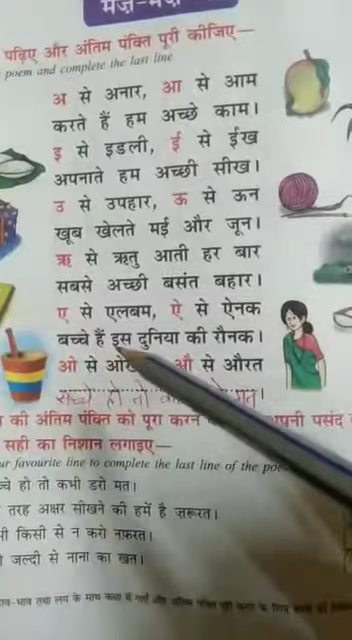 पढ़िए और अंतिम पंक्ति पूरी कीजिए—
poem and complete the last line
अ से अनार, आ से आम
करते हैं हम अच्छे काम।
इ से इडली, ई से ईख
अपनाते हम अच्छी सीख।
उ से उपहार, ऊ से ऊन
खूब खेलते मई और जून।
ऋ से ऋतु आती हर बार
सबसे अच्छी बसंत बहार।
ए से एलबम, ऐ से ऐनक
बच्चे हैं इस दुनिया की रौनक।
ओ से औ से औरत
हो तो मत।
की अंतिम पंक्ति को पूरा करने अपनी पसंद
सही का निशान लगाइए—
favourite line to complete the last line of the
हो तो कभी डरो मत।
तरह अक्षर सीखने की हमें है ज़रूरत।
किसी से न करो नफ़रत।
जल्दी से नाना का खत।